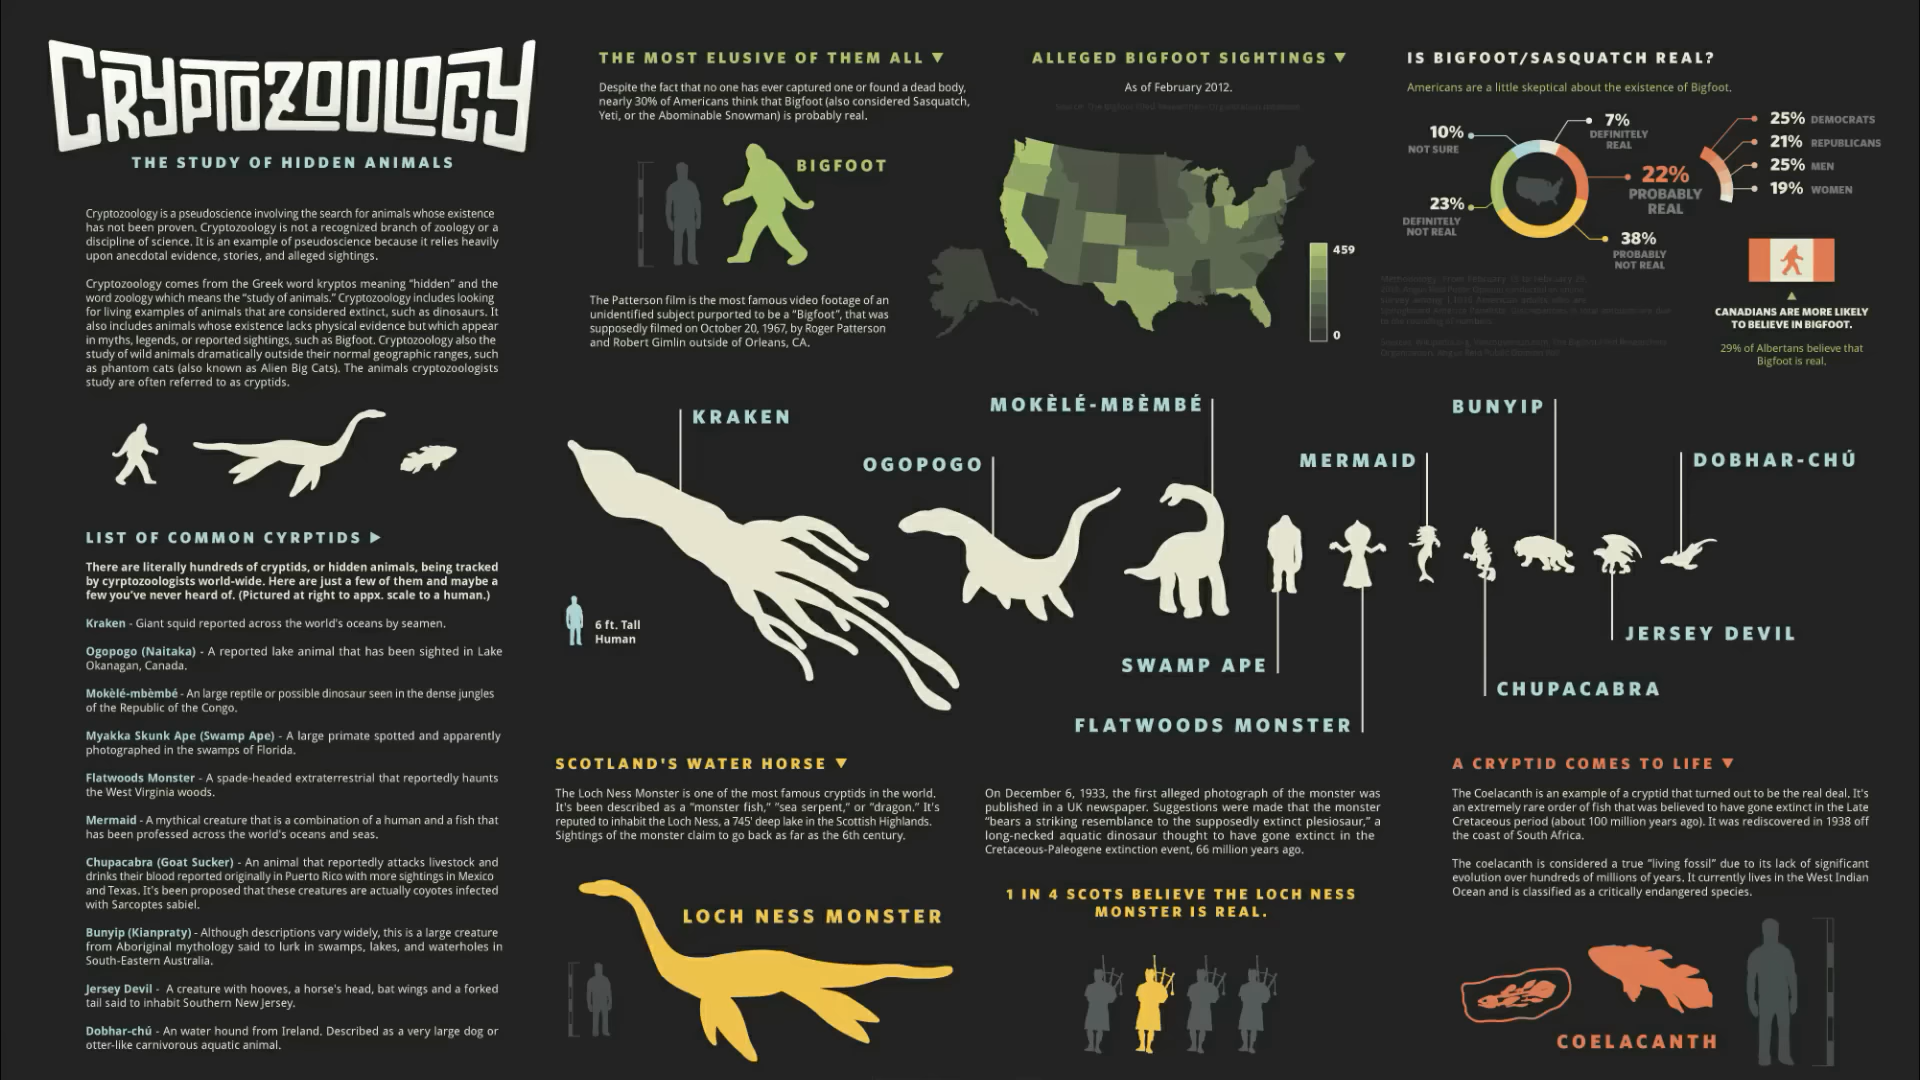 CRYPTOZOOLOGY
THE STUDY OF HIDDEN ANIMALS
Cryptozoology is a pseudoscience involving the search for animals whose existence
has not been proven. Cryptozoology is not a recognized branch of zoology or a
discipline of science. It is an example of pseudoscience because it relies heavily
upon anecdotal evidence, stories, and alleged sightings.
Cryptozoology comes from the Greek word kryptos meaning “hidden” and the
word zoology which means the “study of animals.” Cryptozoology includes looking
for living examples of animals that are considered extinct, such as dinosaurs. It
also includes animals whose existence lacks physical evidence but which appear
in myths, legends, or reported sightings, such as Bigfoot. Cryptozoology also the
study of wild animals dramatically outside their normal geographic ranges, such
as phantom cats (also known as Alien Big Cats). The animals cryptozoologists
study are often referred to as cryptids.
LIST OF COMMON CYRPTIDS ▶
There are literally hundreds of cryptids, or hidden animals, being tracked
by cyrptozoologists world-wide. Here are just a few of them and maybe a
few you’ve never heard of. (Pictured at right to appx. scale to a human.)
Kraken - Giant squid reported across the world's oceans by seamen.
Ogopogo (Naitaka) - A reported lake animal that has been sighted in Lake
Okanagan, Canada.
Mokèlé-mbèmbé - An large reptile or possible dinosaur seen in the dense jungles
of the Republic of the Congo.
Myakka Skunk Ape (Swamp Ape) - A large primate spotted and apparently
photographed in the swamps of Florida.
Flatwoods Monster - A spade-headed extraterrestrial that reportedly haunts
the West Virginia woods.
Mermaid - A mythical creature that is a combination of a human and a fish that
has been professed across the world's oceans and seas.
Chupacabra (Goat Sucker) - An animal that reportedly attacks livestock and
drinks their blood reported originally in Puerto Rico with more sightings in Mexico
and Texas. It's been proposed that these creatures are actually coyotes infected
with Sarcoptes sabiel.
Bunyip (Kianpraty) - Although descriptions vary widely, this is a large creature
from Aboriginal mythology said to lurk in swamps, lakes, and waterholes in
South-Eastern Australia.
Jersey Devil - A creature with hooves, a horse's head, bat wings and a forked
tail said to inhabit Southern New Jersey.
Dobhar-chú - An water hound from Ireland. Described as a very large dog or
otter-like carnivorous aquatic animal.
THE MOST ELUSIVE OF THEM ALL ▼
Despite the fact that no one has ever captured one or found a dead body,
nearly 30% of Americans think that Bigfoot (also considered Sasquatch,
Yeti, or the Abominable Snowman) is probably real.
BIGFOOT
The Patterson film is the most famous video footage of an
unidentified subject purported to be a “Bigfoot”, that was
supposedly filmed on October 20, 1967, by Roger Patterson
and Robert Gimlin outside of Orleans, CA.
ALLEGED BIGFOOT SIGHTINGS ▼
As of February 2012.
459
0
IS BIGFOOT/SASQUATCH REAL?
Americans are a little skeptical about the existence of Bigfoot.
10%
NOT SURE
7%
DEFINITELY
REAL
22%
PROBABLY
REAL
23%
DEFINITELY
NOT REAL
38%
PROBABLY
NOT REAL
25% DEMOCRATS
21% REPUBLICANS
25% MEN
19% WOMEN
CANADIANS ARE MORE LIKELY
TO BELIEVE IN BIGFOOT.
29% of Albertans believe that
Bigfoot is real.
KRAKEN
OGOPOGO
MOKÈLÉ-MBÈMBÉ
MERMAID
BUNYIP
DOBHAR-CHÚ
6 ft. Tall
Human
SWAMP APE
FLATWOODS MONSTER
JERSEY DEVIL
CHUPACABRA
SCOTLAND'S WATER HORSE ▼
The Loch Ness Monster is one of the most famous cryptids in the world.
It's been described as a "monster fish," "sea serpent," or "dragon." It's
reputed to inhabit the Loch Ness, a 745' deep lake in the Scottish Highlands.
Sightings of the monster claim to go back as far as the 6th century.
LOCH NESS MONSTER
On December 6, 1933, the first alleged photograph of the monster was
published in a UK newspaper. Suggestions were made that the monster
“bears a striking resemblance to the supposedly extinct plesiosaur,” a
long-necked aquatic dinosaur thought to have gone extinct in the
Cretaceous-Paleogene extinction event, 66 million years ago.
1 IN 4 SCOTS BELIEVE THE LOCH NESS
MONSTER IS REAL.
A CRYPTID COMES TO LIFE ▼
The Coelacanth is an example of a cryptid that turned out to be the real deal. It's
an extremely rare order of fish that was believed to have gone extinct in the Late
Cretaceous period (about 100 million years ago). It was rediscovered in 1938 off
the coast of South Africa.
The coelacanth is considered a true "living fossil" due to its lack of significant
evolution over hundreds of millions of years. It currently lives in the West Indian
Ocean and is classified as a critically endangered species.
COELACANTH